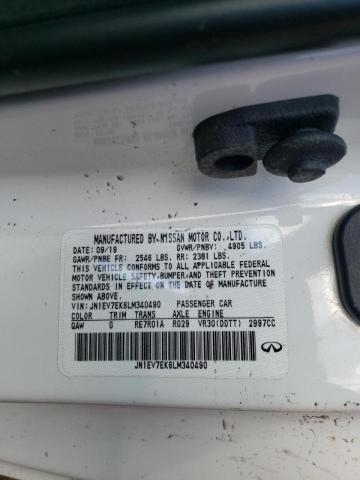 MANUFACTURED BY NISSAN MOTOR CO.,LTD.
DATE: 09/19 GVWR/PNBV: 4905 LBS.
GAWR/PNBE FR: 2546 LBS. RR: 2381 LBS.
THIS VEHICLE CONFORMS TO ALL APPLICABLE FEDERAL
MOTOR VEHICLE SAFETY, BUMPER, AND THEFT PREVENTION
STANDARDS IN EFFECT ON THE DATE OF MANUFACTURE
SHOWN ABOVE.
VIN: JN1EV7EK6LM340490 PASSENGER CAR
COLOR TRIM TRANS AXLE ENGINE
QAW G RE7R01A RG29 VR30(DDTT) 2997CC
JN1EV7EK6LM340490